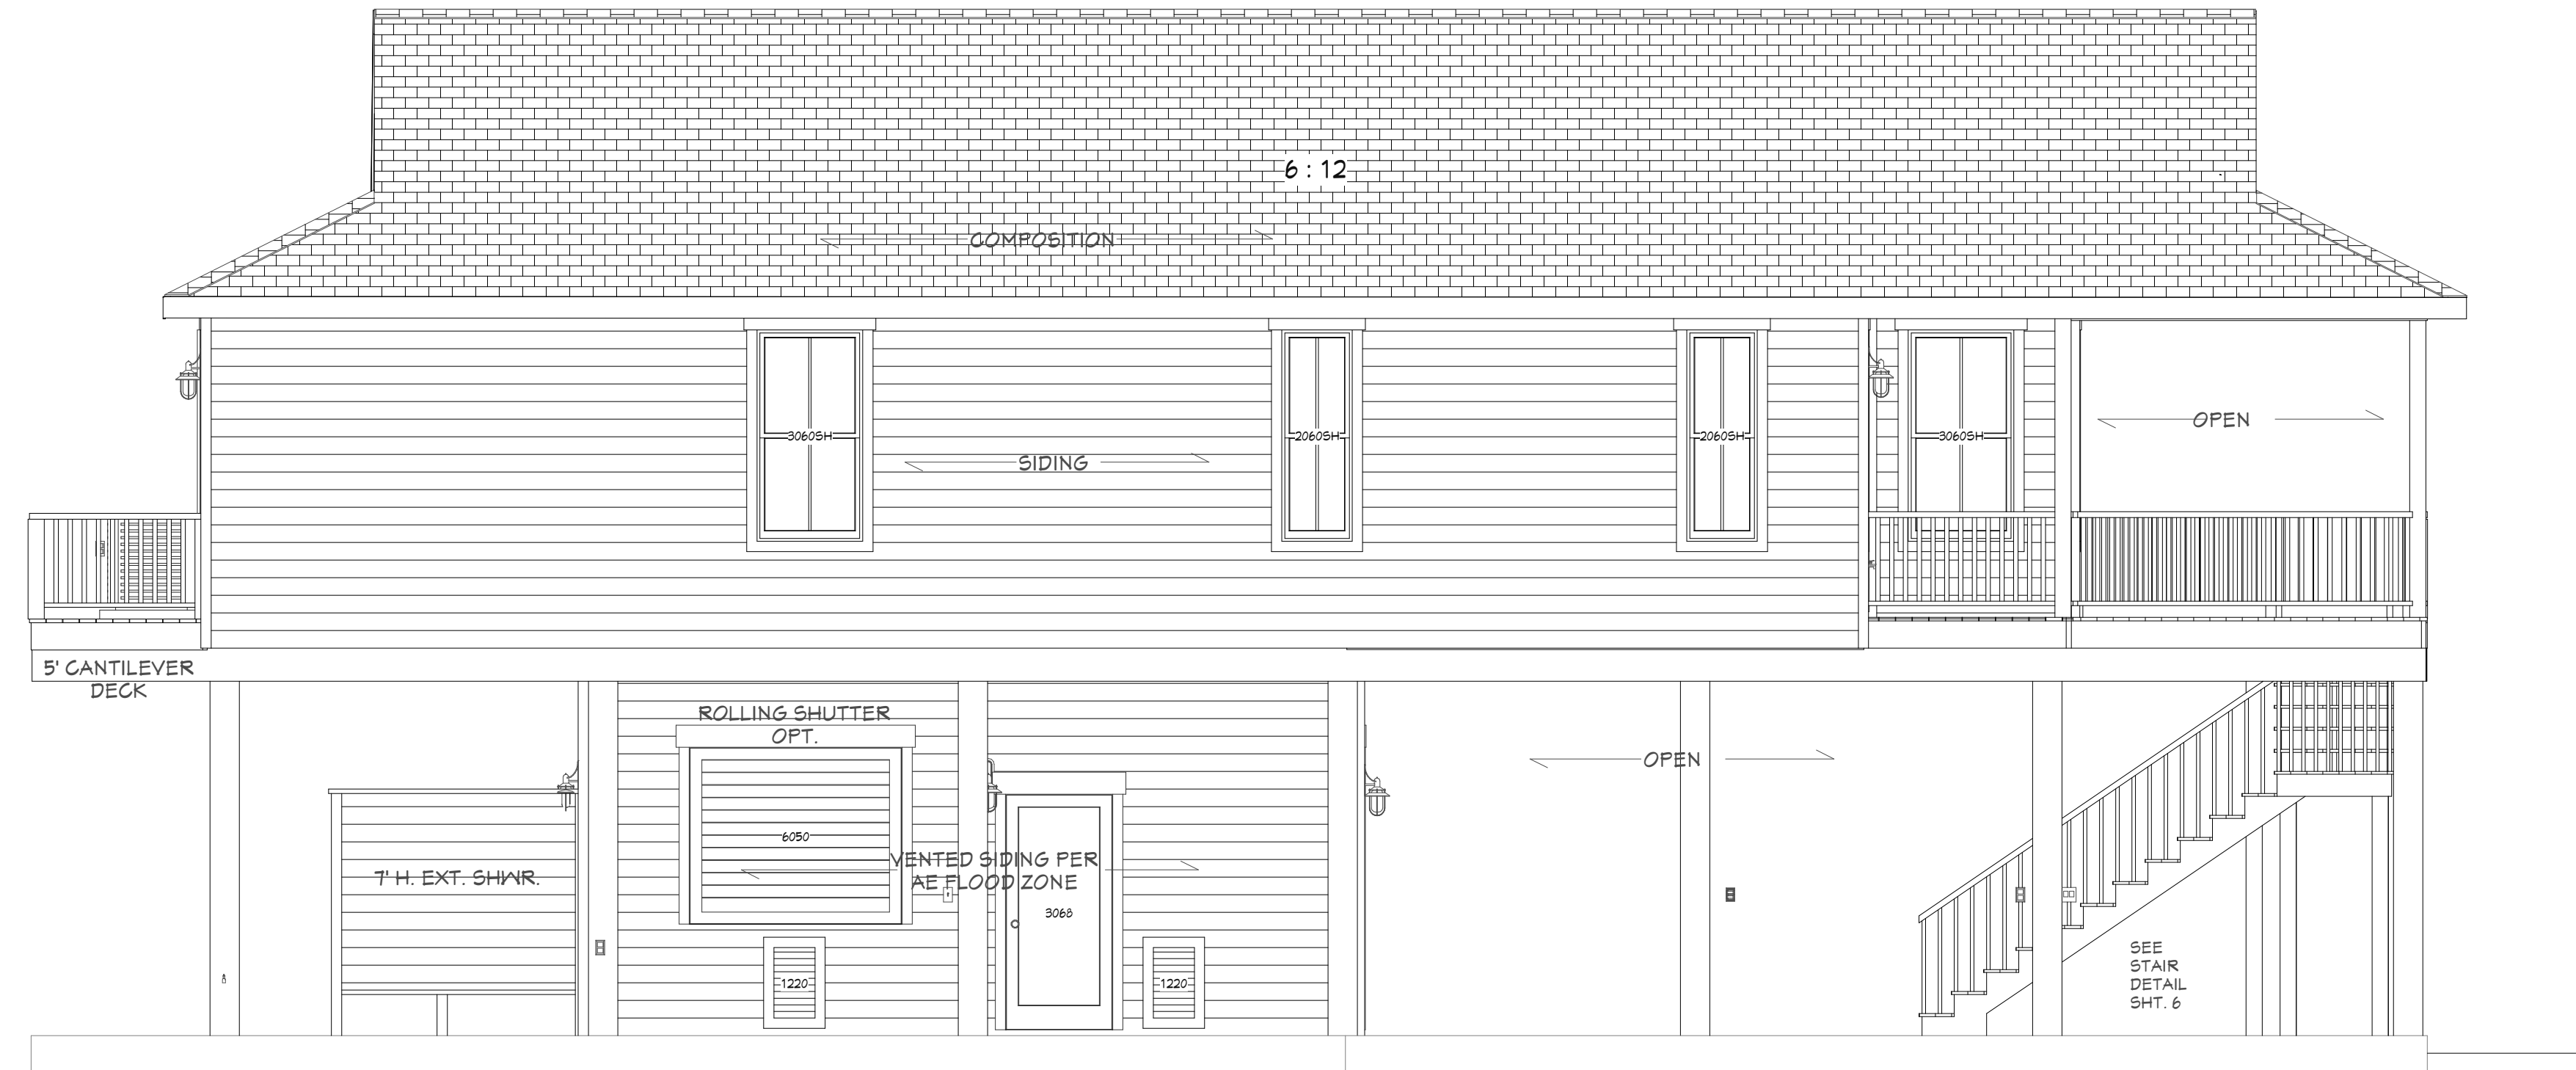 6 : 12
COMPOSITION
OPEN
3060SH
2060SH
2060SH
3060SH
SIDING
5' CANTILEVER
DECK
ROLLING SHUTTER
OPT.
OPEN
6050
VENTED SIDING PER
AE FLOOD ZONE
7' H. EXT. SHWR.
3068
SEE
STAIR
DETAIL
SHT. 6
1220
1220